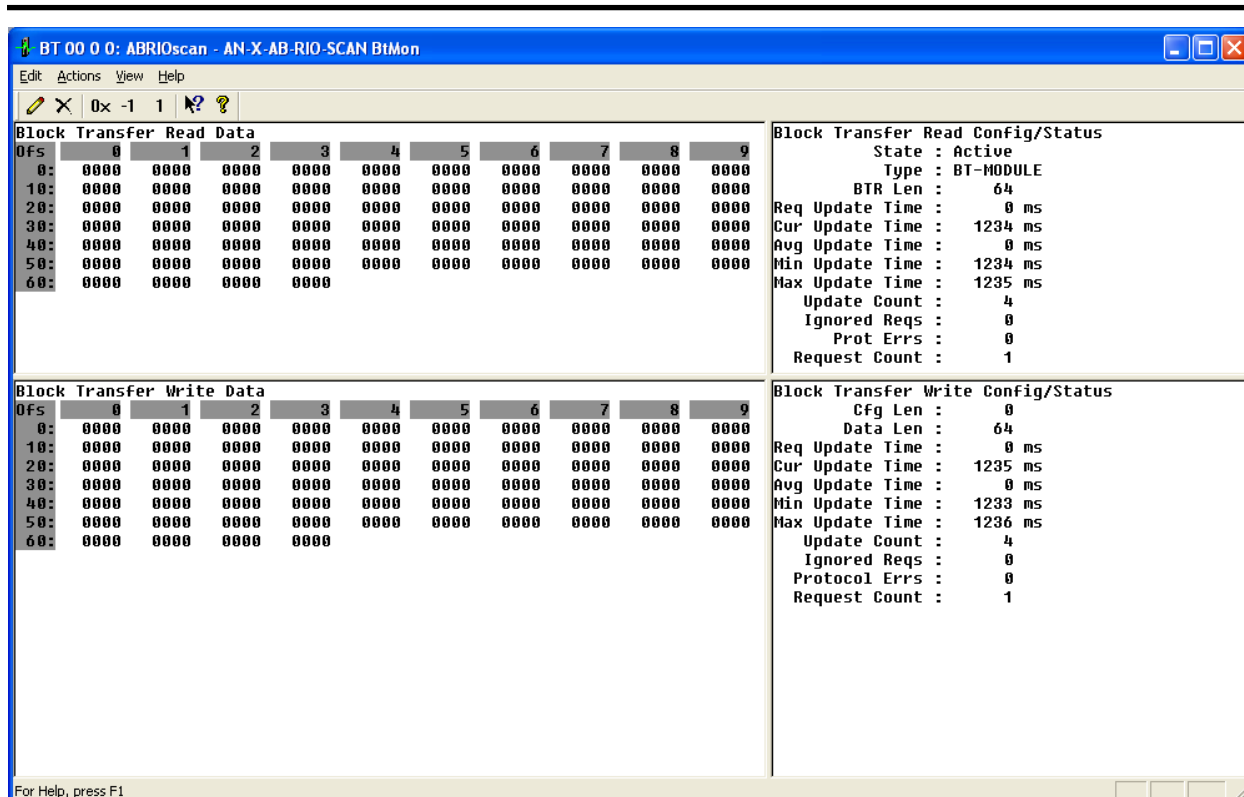 BT 00 0 0: ABRIOscan - AN-X-AB-RIO-SCAN BtMon
Edit Actions View Help
0x -1 1
Block Transfer Read Data
Ofs 0 1 2 3 4 5 6 7 8 9
0: 0000 0000 0000 0000 0000 0000 0000 0000 0000 0000
10: 0000 0000 0000 0000 0000 0000 0000 0000 0000 0000
20: 0000 0000 0000 0000 0000 0000 0000 0000 0000 0000
30: 0000 0000 0000 0000 0000 0000 0000 0000 0000 0000
40: 0000 0000 0000 0000 0000 0000 0000 0000 0000 0000
50: 0000 0000 0000 0000 0000 0000 0000 0000 0000 0000
60: 0000 0000 0000 0000
Block Transfer Read Config/Status
State : Active
Type : BT-MODULE
BTR Len : 64
Req Update Time : 0 ms
Cur Update Time : 1234 ms
Avg Update Time : 0 ms
Min Update Time : 1234 ms
Max Update Time : 1235 ms
Update Count : 4
Ignored Reqs : 0
Prot Errs : 0
Request Count : 1
Block Transfer Write Data
Ofs 0 1 2 3 4 5 6 7 8 9
0: 0000 0000 0000 0000 0000 0000 0000 0000 0000 0000
10: 0000 0000 0000 0000 0000 0000 0000 0000 0000 0000
20: 0000 0000 0000 0000 0000 0000 0000 0000 0000 0000
30: 0000 0000 0000 0000 0000 0000 0000 0000 0000 0000
40: 0000 0000 0000 0000 0000 0000 0000 0000 0000 0000
50: 0000 0000 0000 0000 0000 0000 0000 0000 0000 0000
60: 0000 0000 0000 0000
Block Transfer Write Config/Status
Cfg Len : 0
Data Len : 64
Req Update Time : 0 ms
Cur Update Time : 1235 ms
Avg Update Time : 0 ms
Min Update Time : 1233 ms
Max Update Time : 1236 ms
Update Count : 4
Ignored Reqs : 0
Protocol Errs : 0
Request Count : 1
For Help, press F1